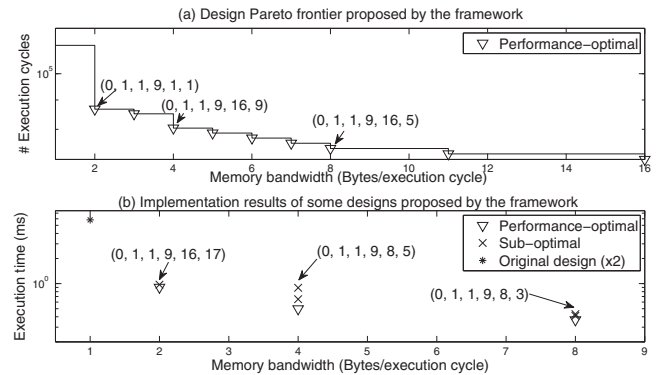 (a) Design Pareto frontier proposed by the framework
Performance-optimal
10^5
# Execution cycles
(0, 1, 1, 9, 1, 1)
(0, 1, 1, 9, 16, 9)
(0, 1, 1, 9, 16, 5)
2 4 6 8 10 12 14 16
Memory bandwidth (Bytes/execution cycle)
(b) Implementation results of some designs proposed by the framework
Performance-optimal
Sub-optimal
Original design (x2)
10^0
Execution time (ms)
(0, 1, 1, 9, 16, 17)
(0, 1, 1, 9, 8, 5)
(0, 1, 1, 9, 8, 3)
1 2 3 4 5 6 7 8 9
Memory bandwidth (Bytes/execution cycle)